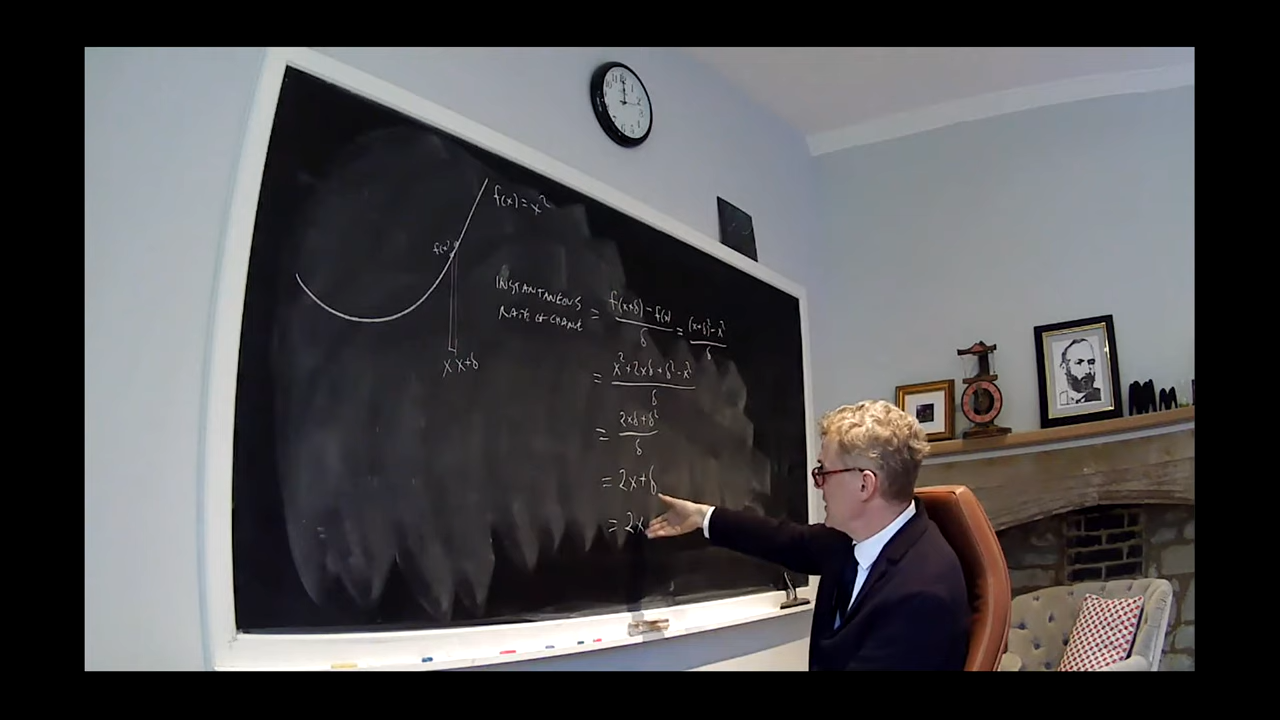 f(x) = x²
f(x)
x x+δ
INSTANTANEOUS
RATE OF CHANGE
= f(x+δ) - f(x) / δ = (x+δ)² - x² / δ
= x² + 2xδ + δ² - x² / δ
= 2xδ + δ² / δ
= 2x + δ
= 2x